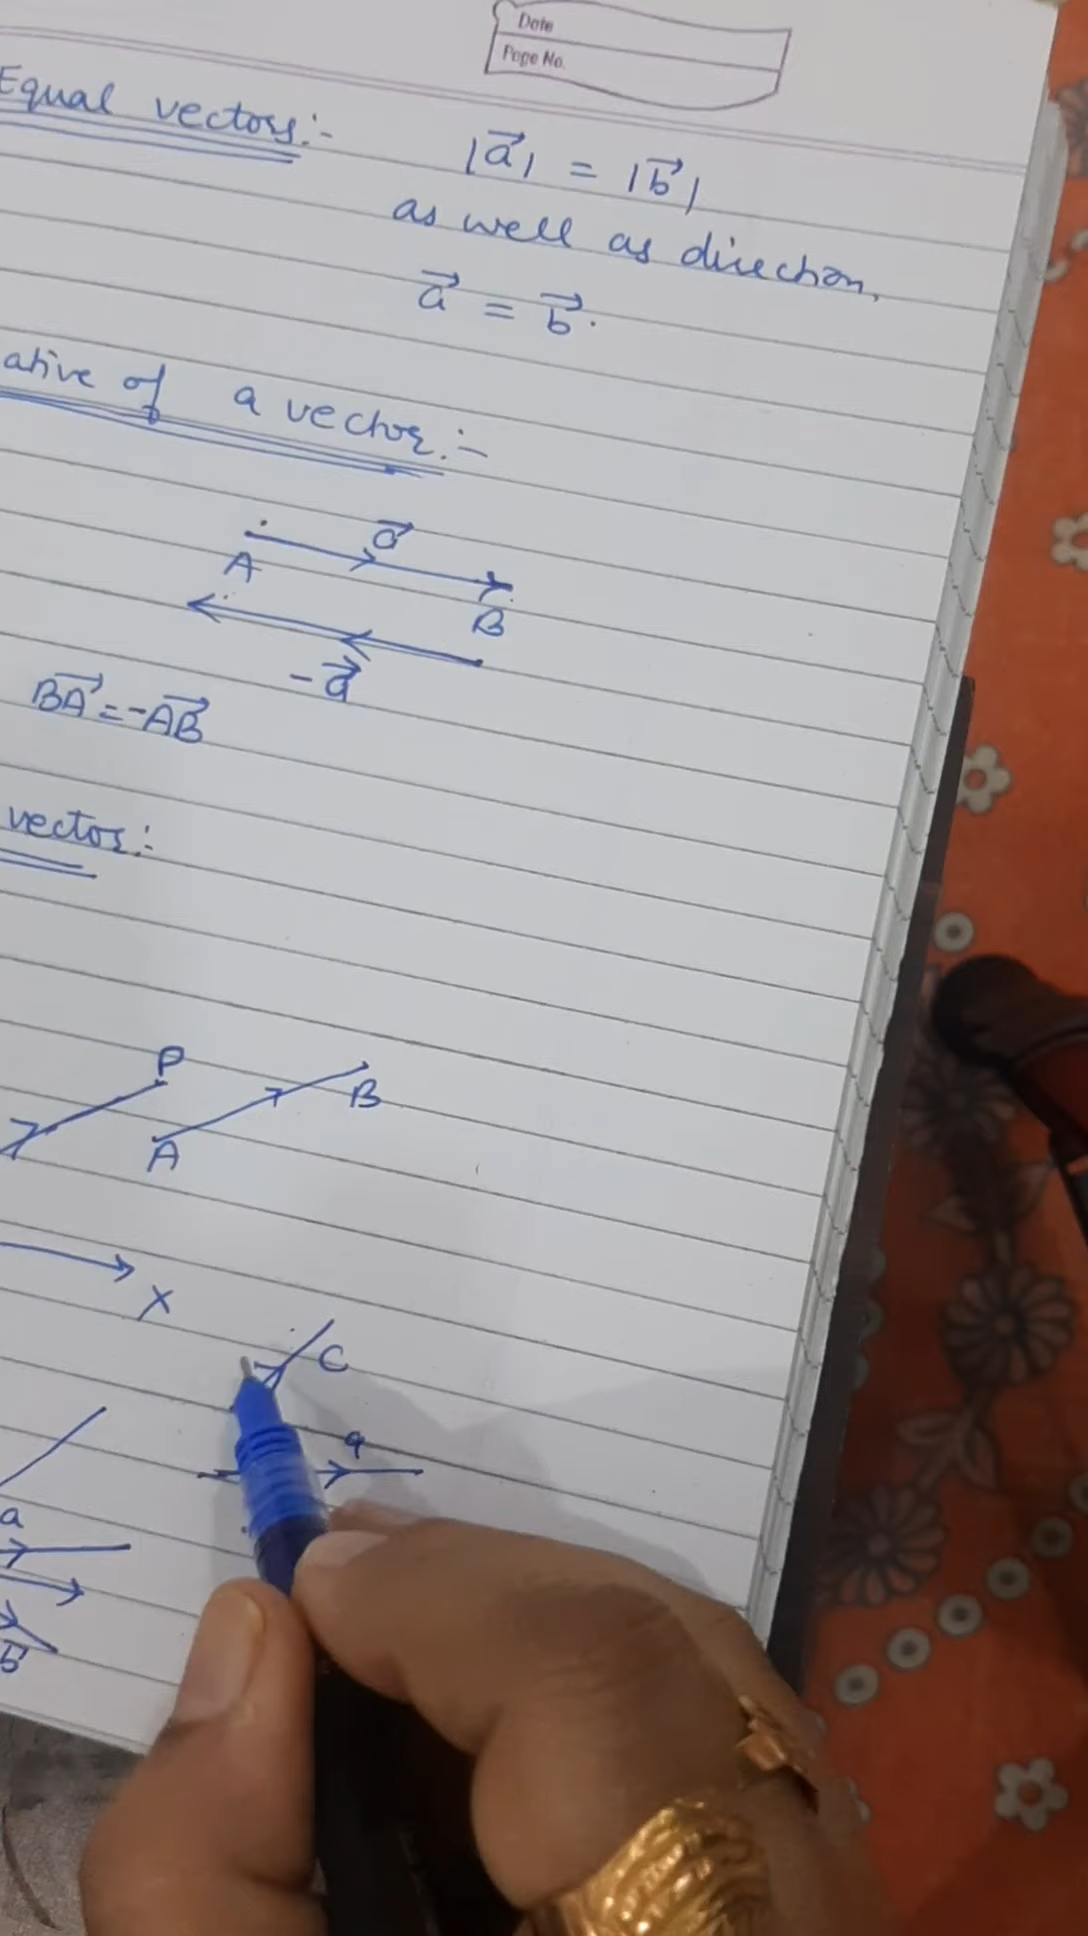 Date
Page No.
Equal vectors:-
|a⃗| = |b⃗|
as well as direction,
a⃗ = b⃗.
ative of a vector:-
a⃗
A
B
-a⃗
BA⃗ = -AB⃗
vector:
P
B
A
X
C
a
a
b